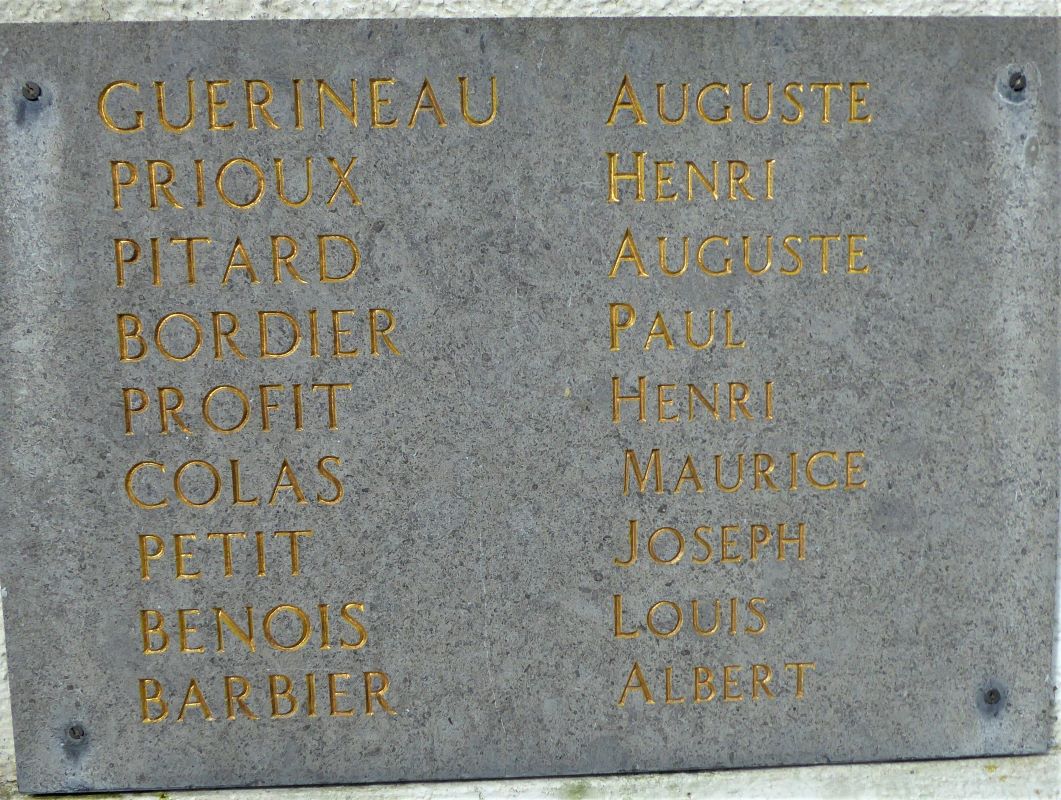 GUERINEAU AUGUSTE
PRIOUX HENRI
PITARD AUGUSTE
BORDIER PAUL
PROFIT HENRI
COLAS MAURICE
PETIT JOSEPH
BENOIS LOUIS
BARBIER ALBERT